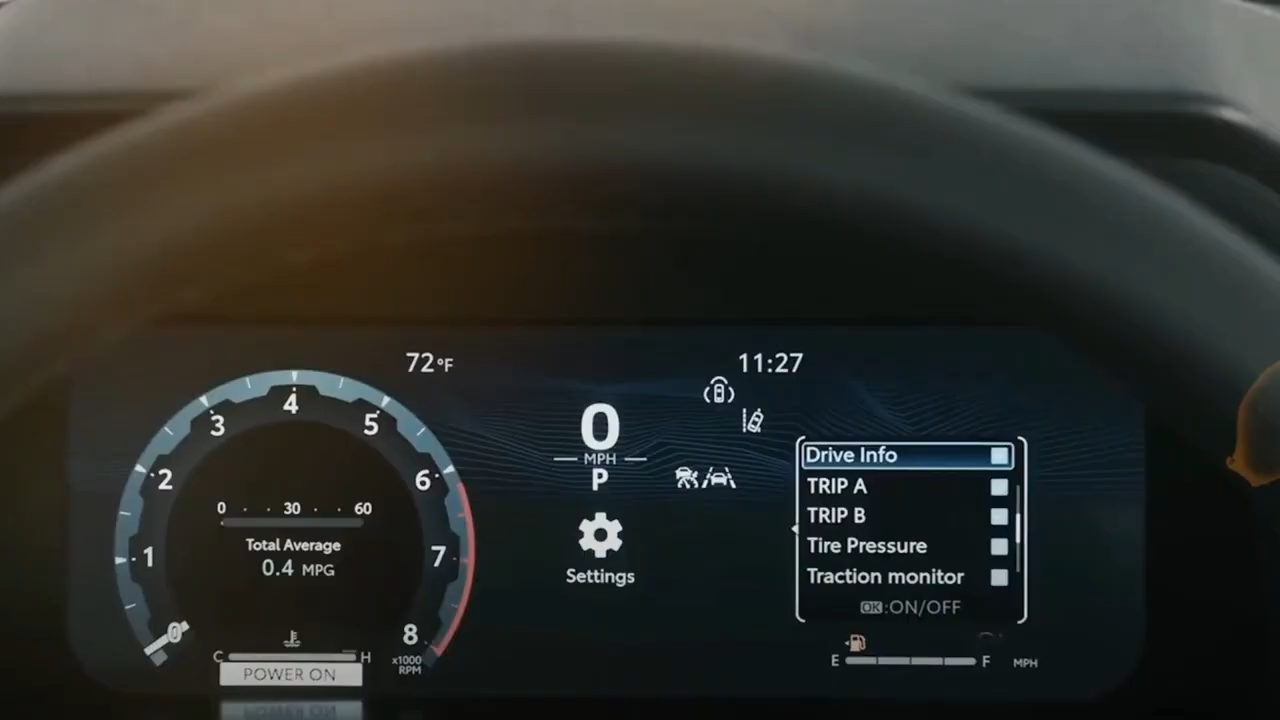 72°F
11:27
0
MPH
P
Settings
0 1 2 3 4 5 6 7 8
x1000
RPM
0 30 60
Total Average
0.4 MPG
C H
POWER ON
Drive Info
TRIP A
TRIP B
Tire Pressure
Traction monitor
OK:ON/OFF
E F MPH